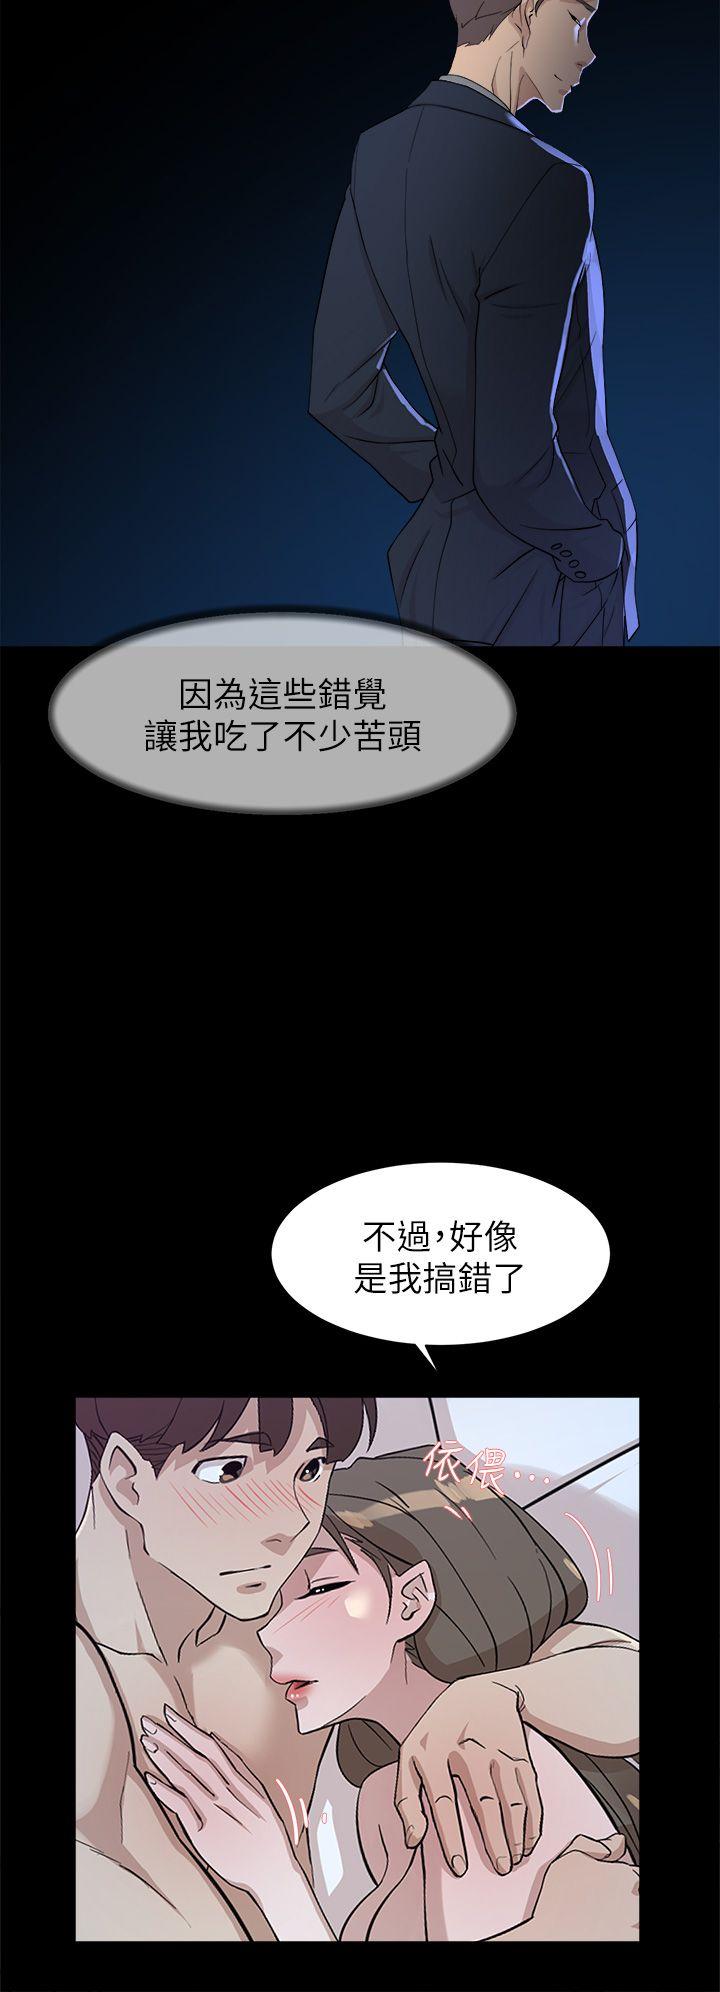 因為這些錯覺
讓我吃了不少苦頭
不過,好像
是我搞錯了
依偎…